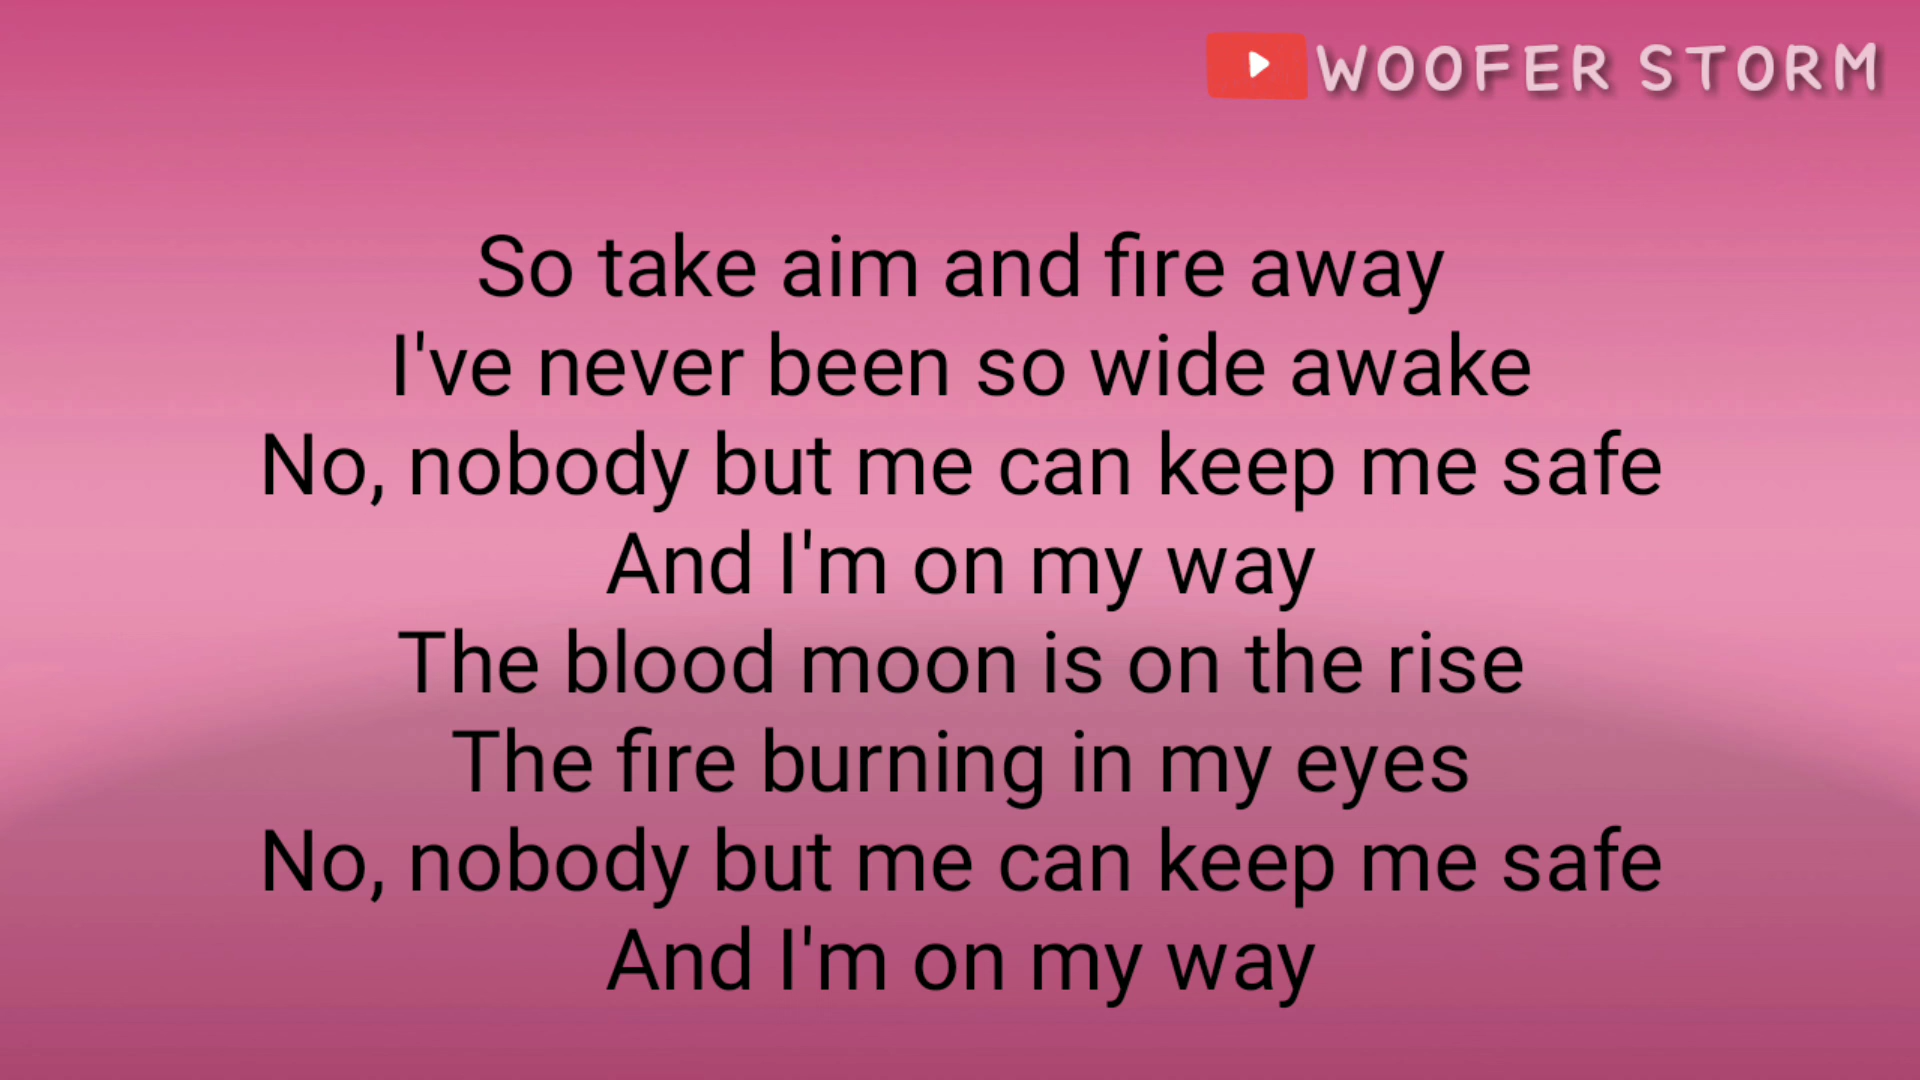 WOOFER STORM
So take aim and fire away
I've never been so wide awake
No, nobody but me can keep me safe
And I'm on my way
The blood moon is on the rise
The fire burning in my eyes
No, nobody but me can keep me safe
And I'm on my way